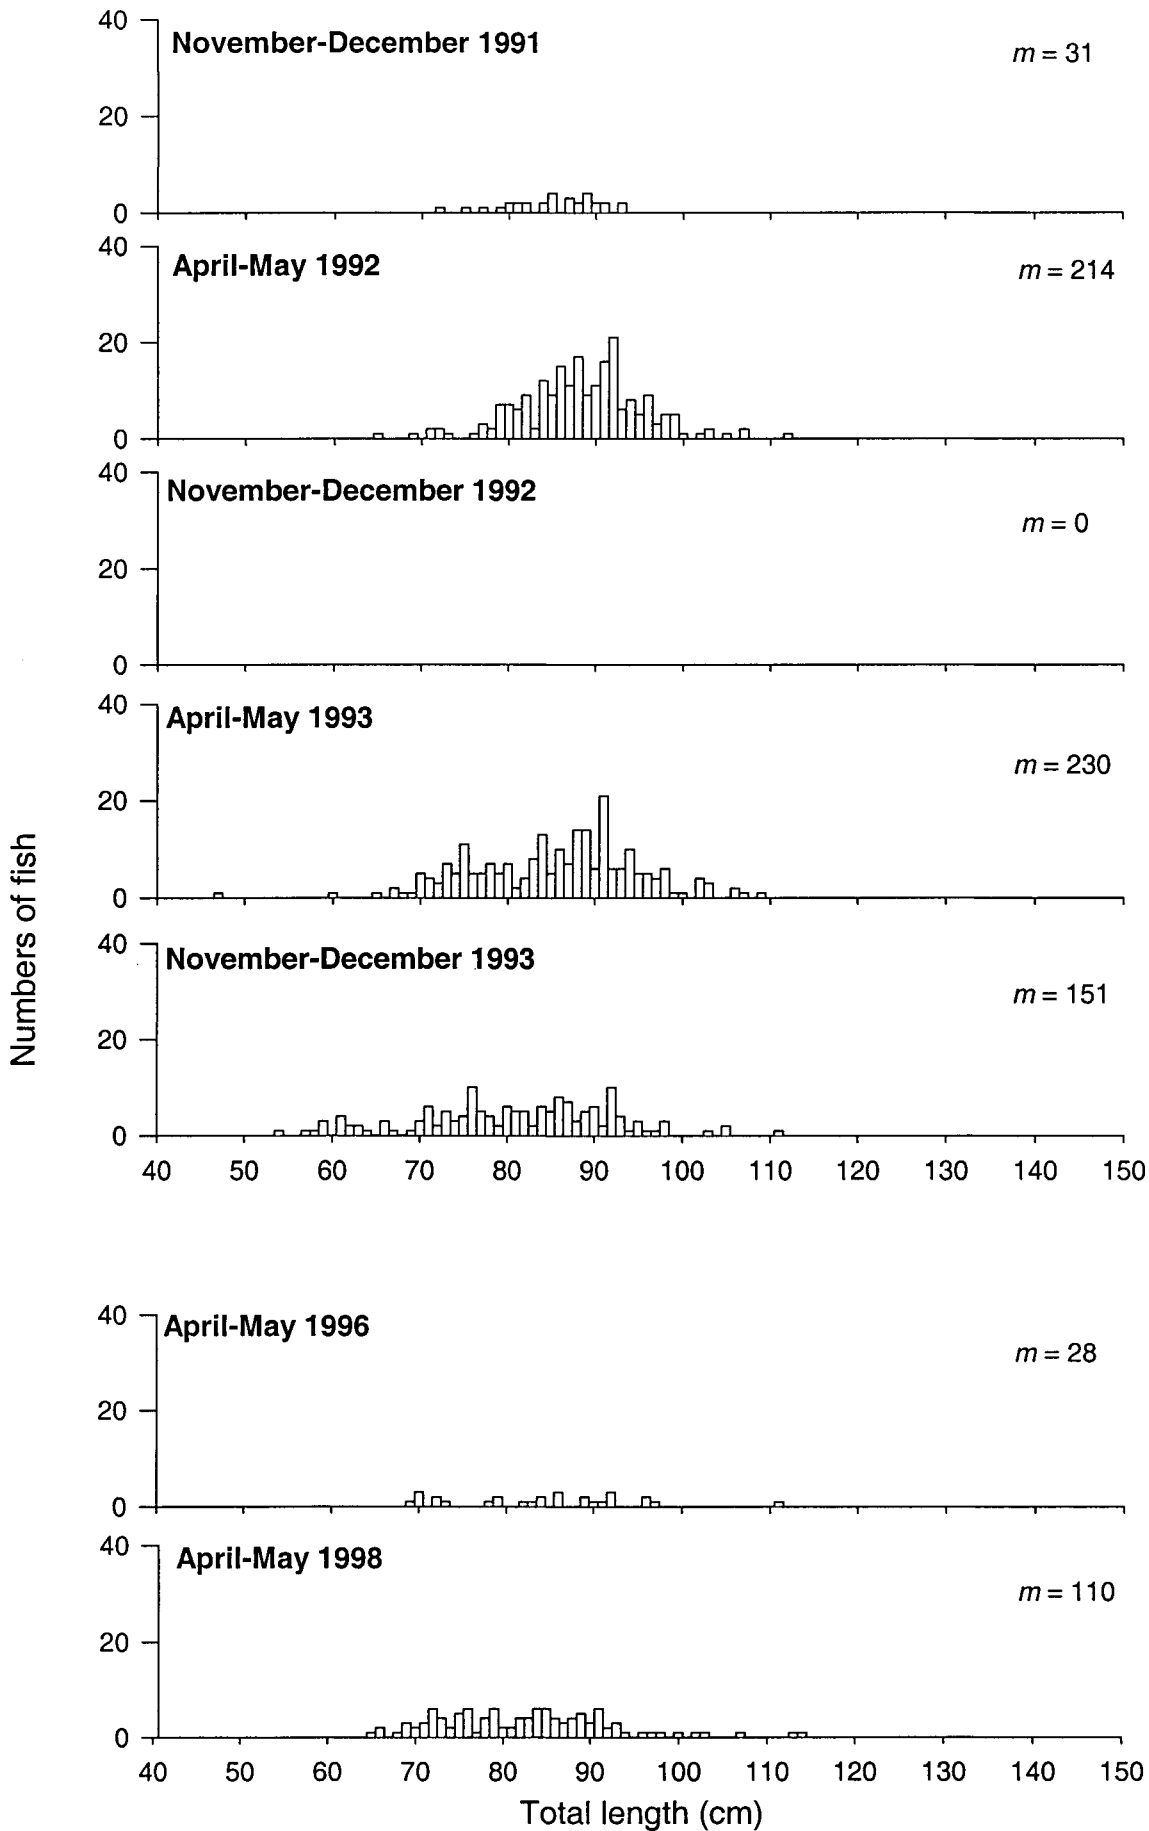 40
November-December 1991
m = 31
20
0
40
April-May 1992
m = 214
20
0
40
November-December 1992
m = 0
20
0
40
April-May 1993
m = 230
20
0
Numbers of fish
40
November-December 1993
m = 151
20
0
40 50 60 70 80 90 100 110 120 130 140 150
40
April-May 1996
m = 28
20
0
40
April-May 1998
m = 110
20
0
40 50 60 70 80 90 100 110 120 130 140 150
Total length (cm)